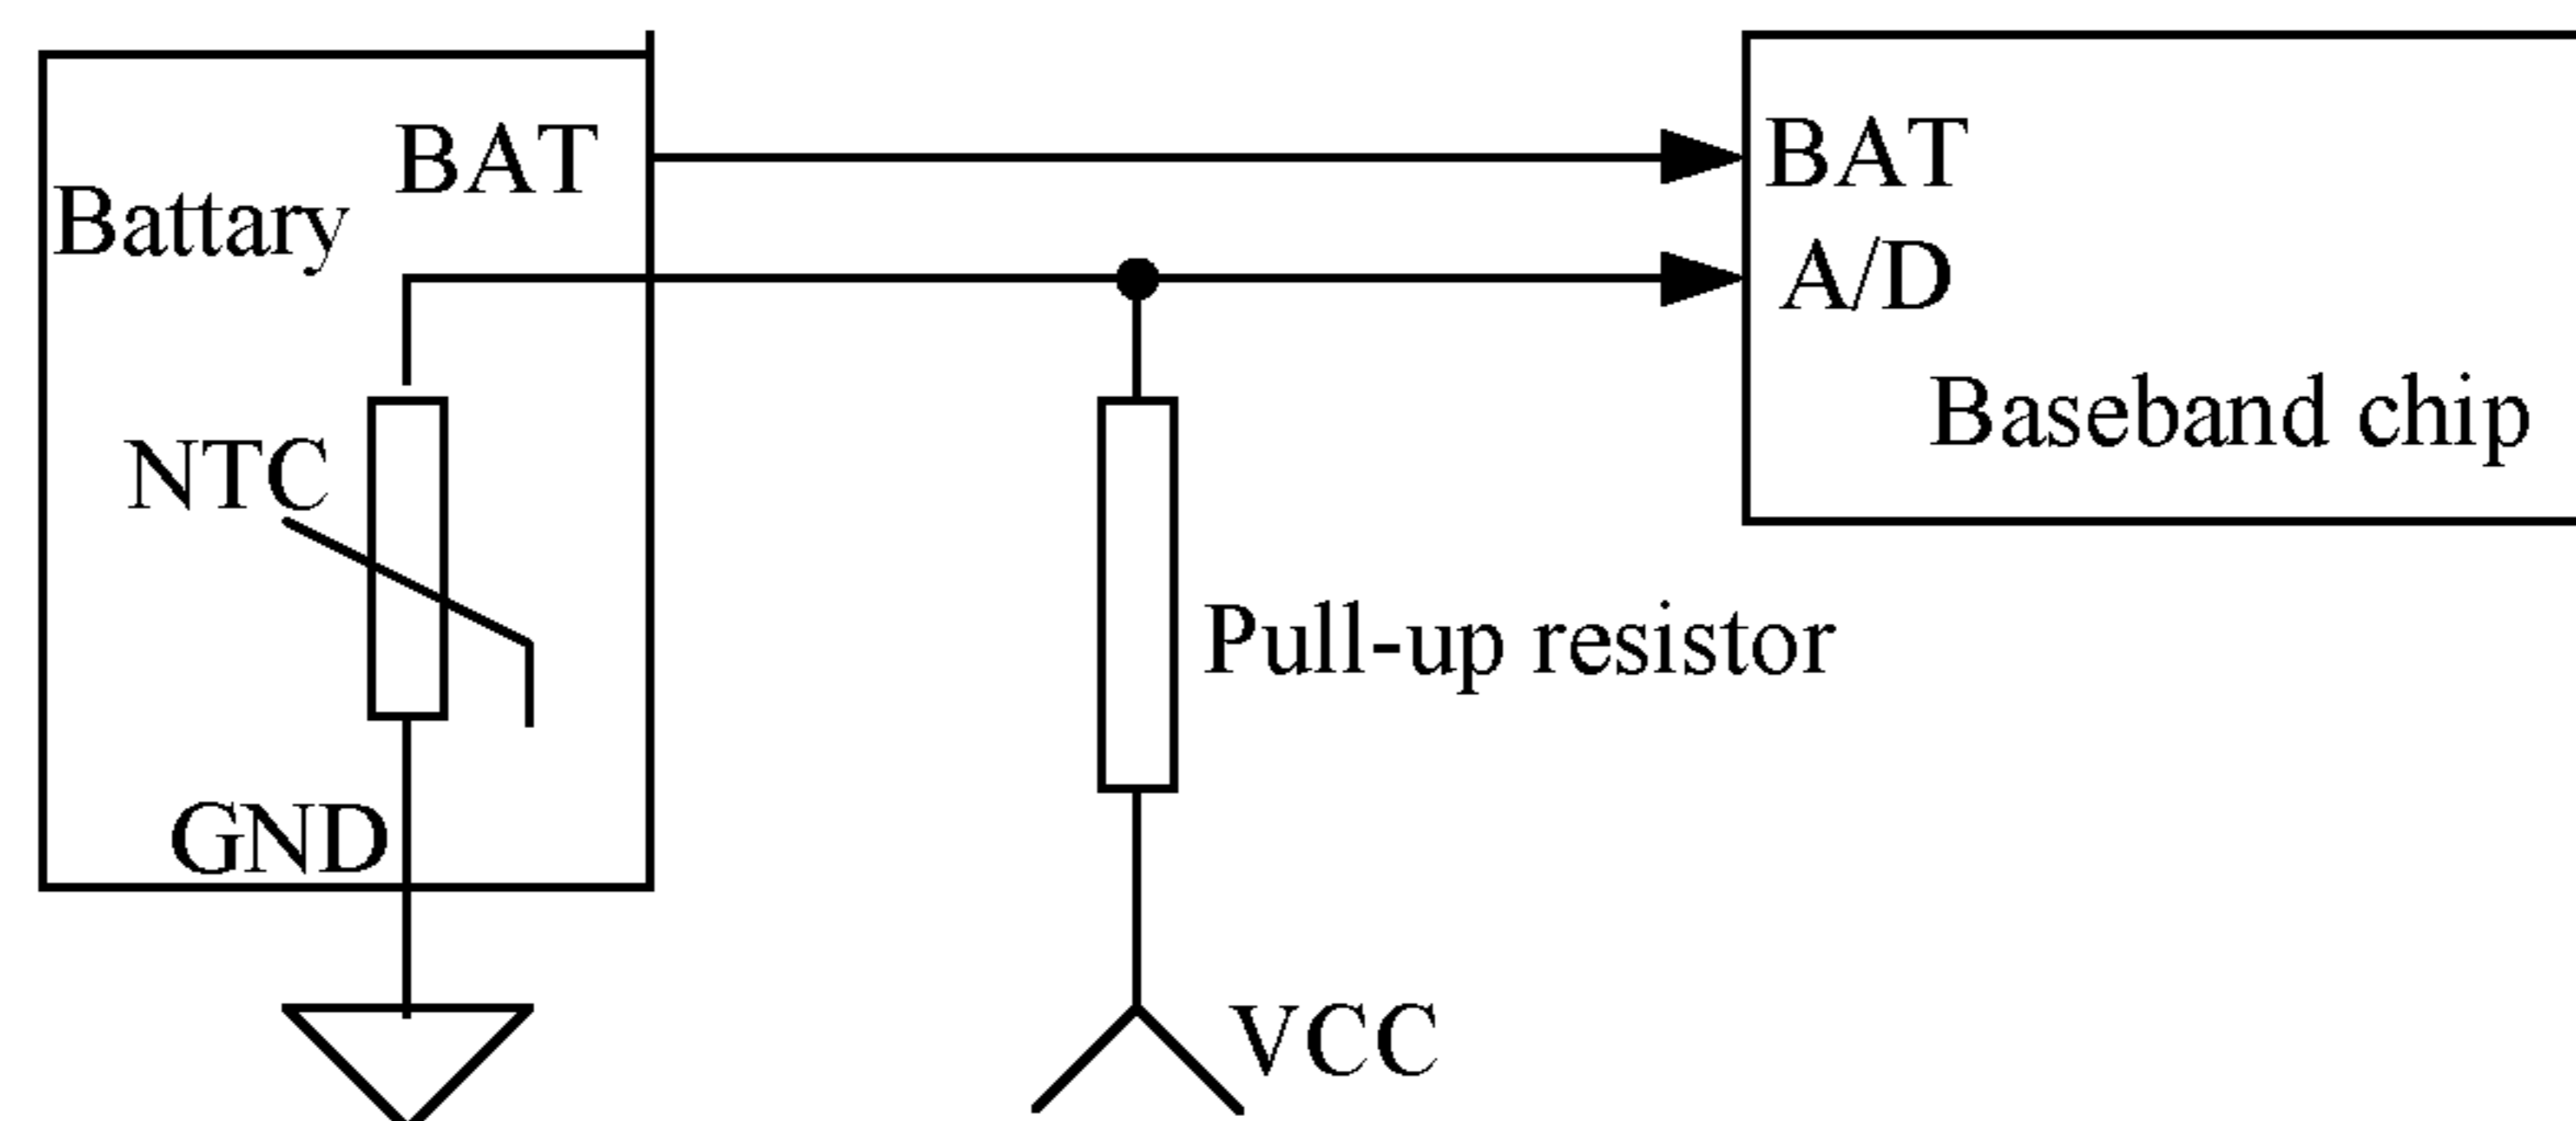 BAT
Battary
NTC
GND
Pull-up resistor
VCC
BAT
A/D
Baseband chip